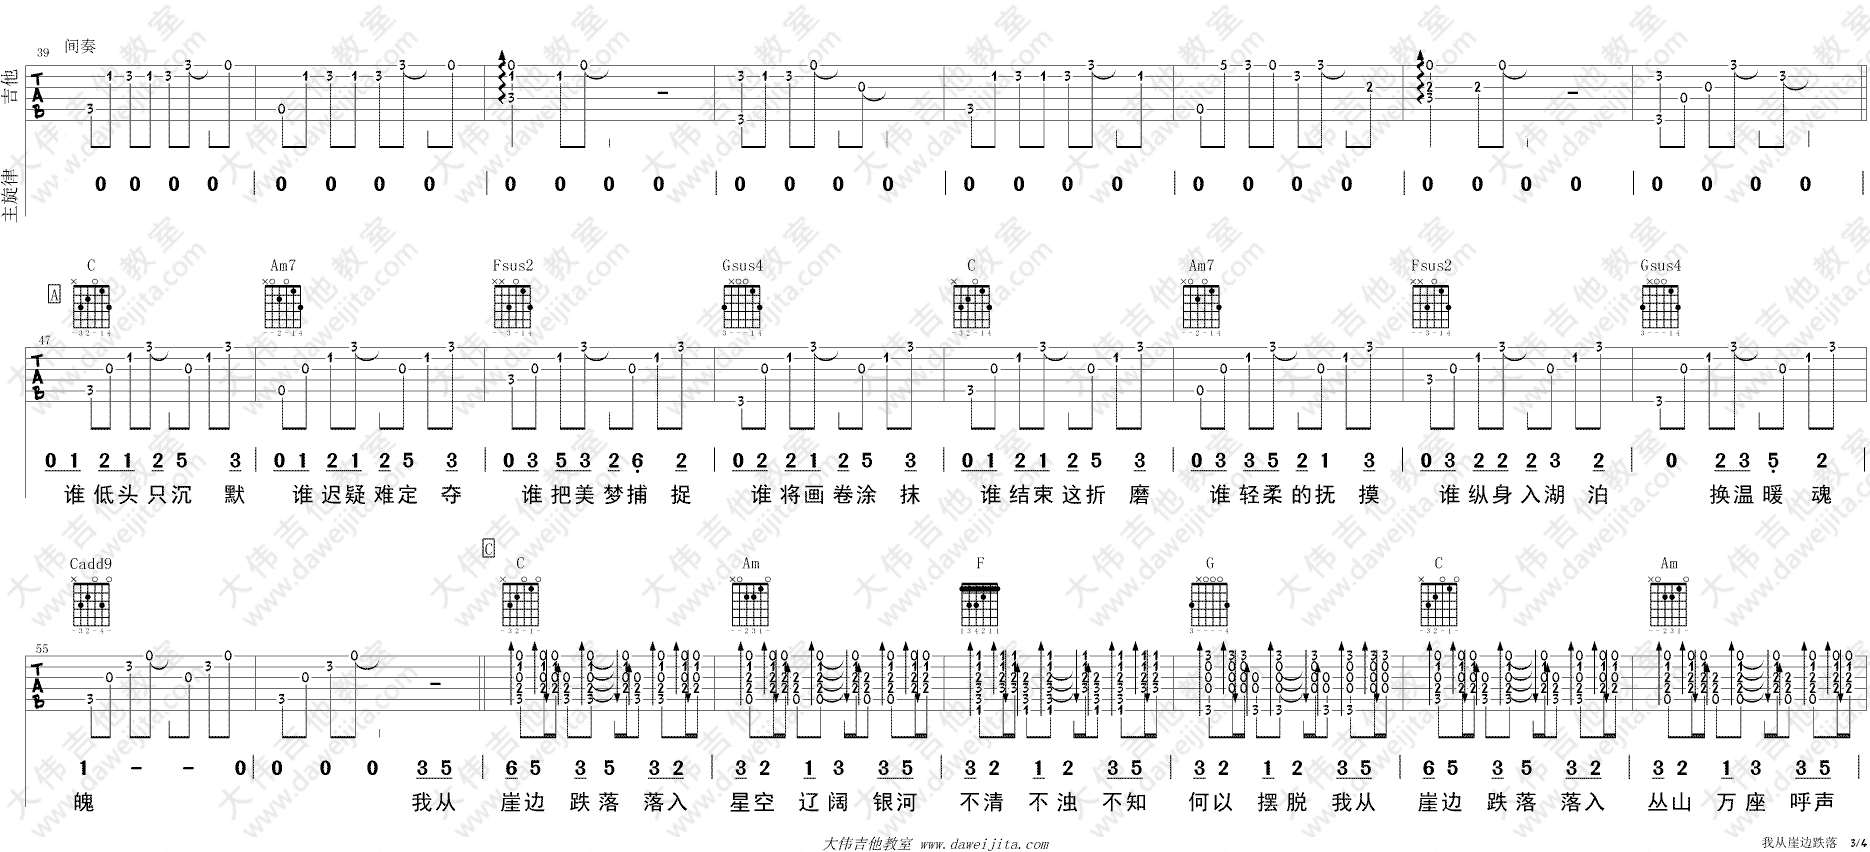 39 间奏
吉他
TAB
主旋律
0 0 0 0 | 0 0 0 0 | 0 0 0 0 | 0 0 0 0 | 0 0 0 0 | 0 0 0 0 | 0 0 0 0 | 0 0 0 0
C Am7 Fsus2 Gsus4 C Am7 Fsus2 Gsus4
A
47
TAB
0 1 2 1 2 5 3 | 0 1 2 1 2 5 3 | 0 3 5 3 2 6 2 | 0 2 2 1 2 5 3 | 0 1 2 1 2 5 3 | 0 3 3 5 2 1 3 | 0 3 2 2 2 3 2 | 0 2 3 5 2
谁低头只沉默 谁迟疑难定夺 谁把美梦捕捉 谁将画卷涂抹 谁结束这折磨 谁轻柔的抚摸 谁纵身入湖泊 换温暖魂
C
Cadd9 C Am F G C Am
55
TAB
1 - - 0 | 0 0 0 3 5 | 6 5 3 5 3 2 | 3 2 1 3 3 5 | 3 2 1 2 3 5 | 3 2 1 2 3 5 | 6 5 3 5 3 2 | 3 2 1 3 3 5
魄 我从 崖边 跌落 落入 星空 辽阔 银河 不清 不浊 不知 何以 摆脱 我从 崖边 跌落 落入 丛山 万座 呼声
大伟吉他教室 www.daweijita.com
我从崖边跌落 3/4